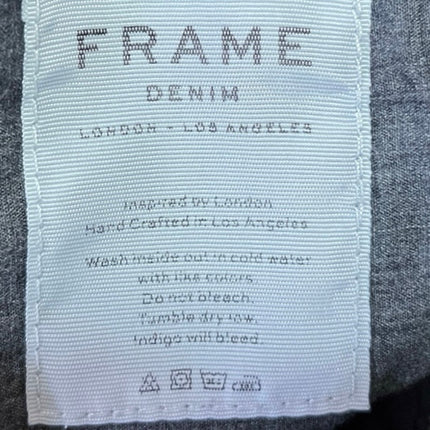 FRAME
DENIM
LONDON - LOS ANGELES
Inspired by London
Hand Crafted in Los Angeles
Wash inside out in cold water
with like colors.
Do not bleach.
Tumble dry low.
Indigo will bleed.